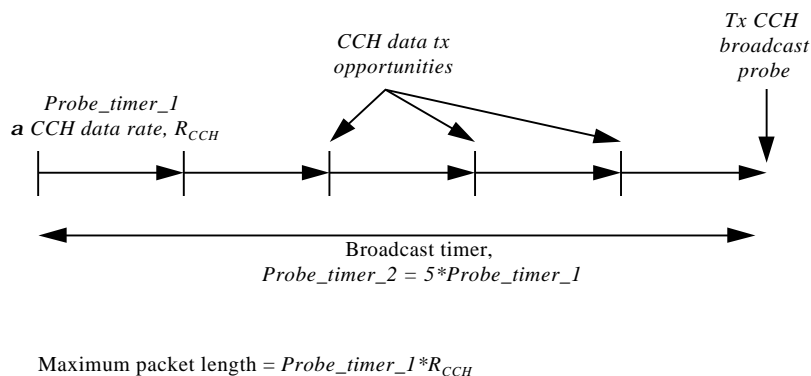 CCH data tx
opportunities
Tx CCH
broadcast
probe
Probe_timer_1
a CCH data rate, R_CCH
Broadcast timer,
Probe_timer_2 = 5*Probe_timer_1
Maximum packet length = Probe_timer_1*R_CCH